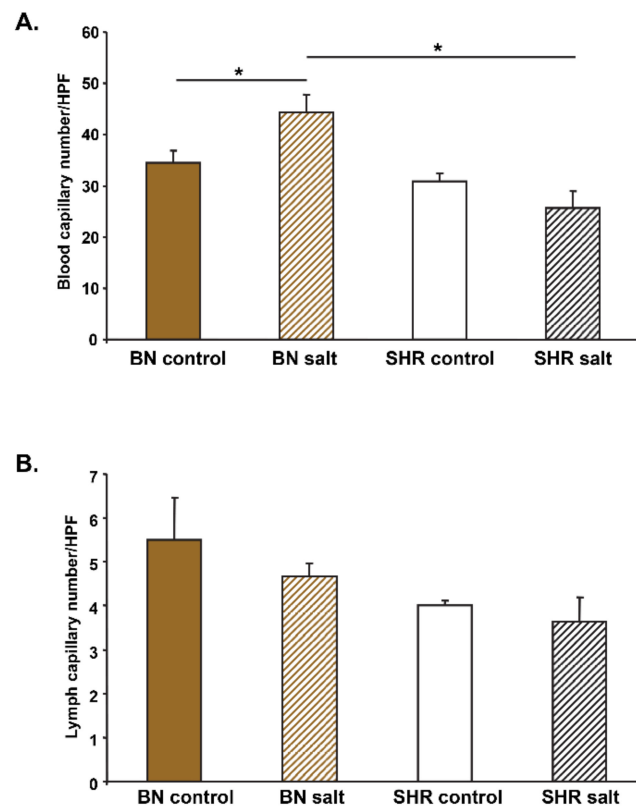 A.
Blood capillary number/HPF
60
50
40
30
20
10
0
*
*
BN control BN salt SHR control SHR salt
B.
Lymph capillary number/HPF
7
6
5
4
3
2
1
0
BN control BN salt SHR control SHR salt